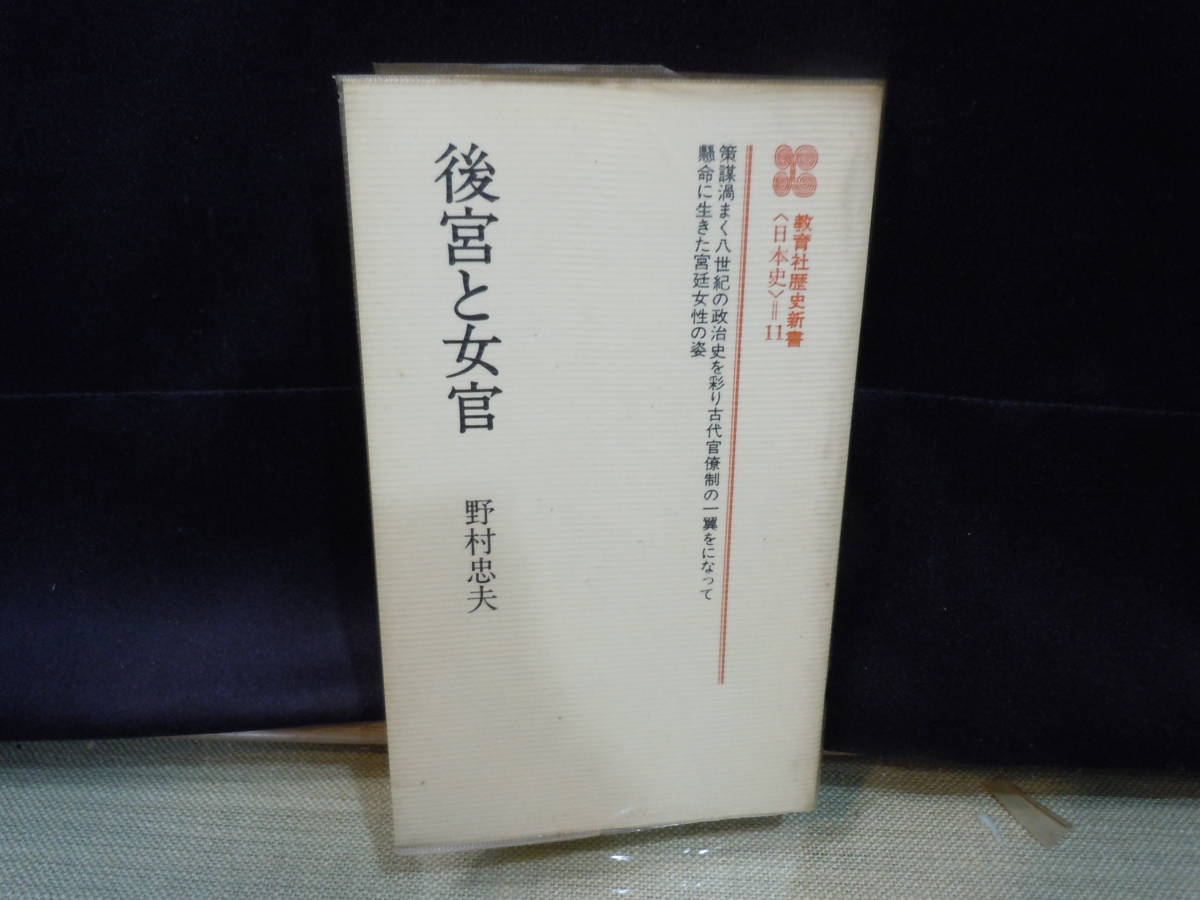 教育社歴史新書
〈日本史〉=11
策謀渦まく八世紀の政治史を彩り古代官僚制の一翼をになって
懸命に生きた宮廷女性の姿
後宮と女官
野村忠夫